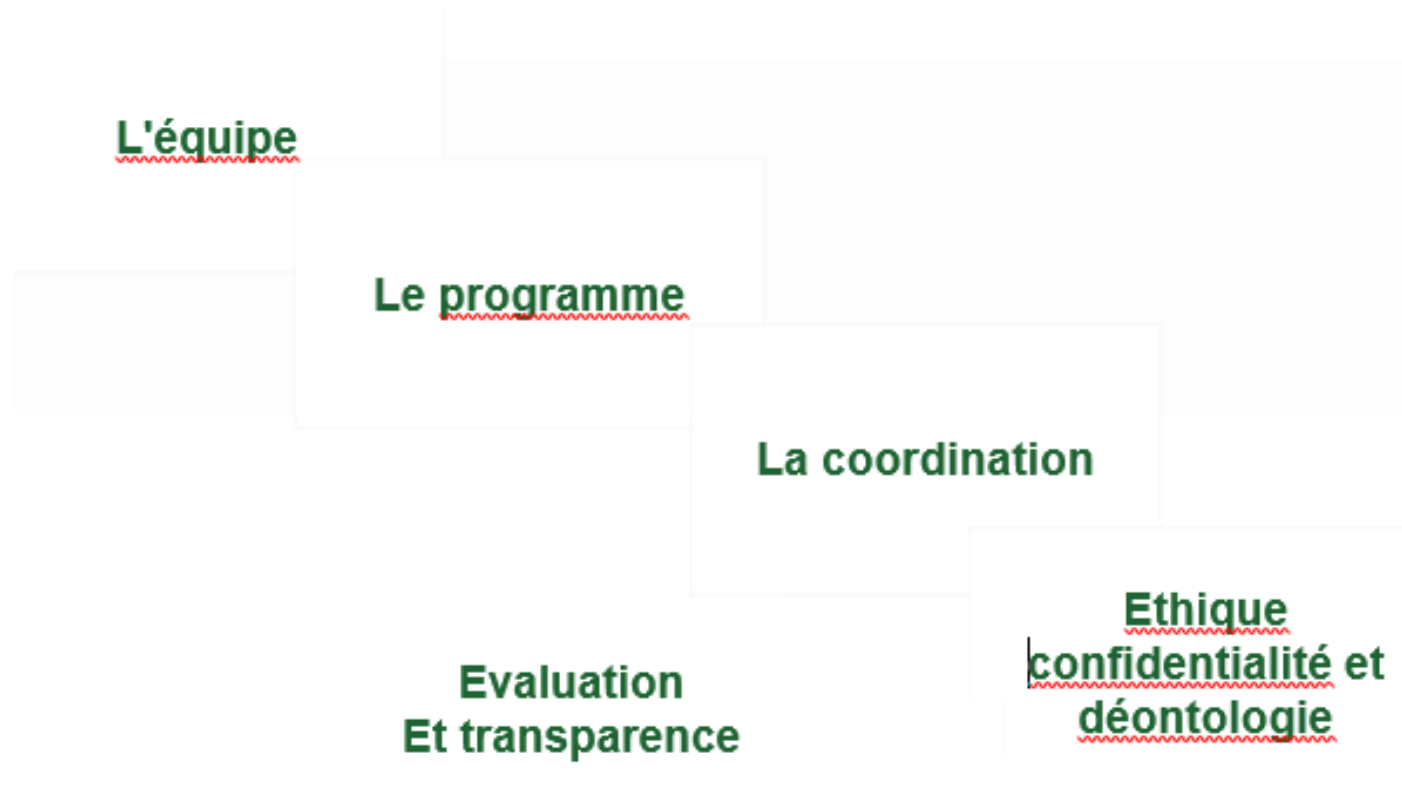 L'équipe
Le programme
La coordination
Ethique
confidentialité et
déontologie
Evaluation
Et transparence